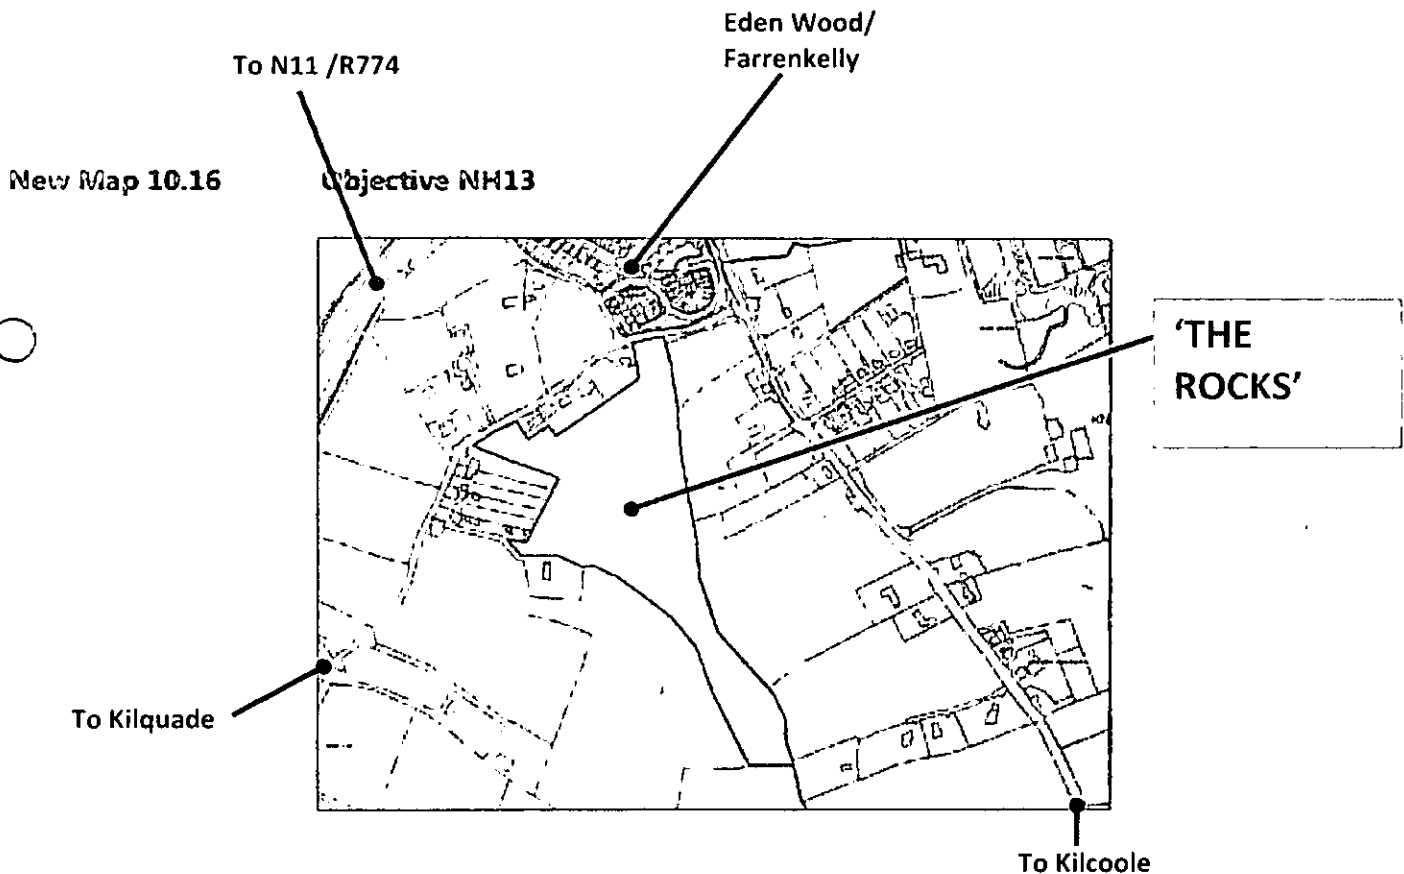 Eden Wood/
Farrenkelly
To N11 /R774
New Map 10.16 Objective NH13
'THE
ROCKS'
To Kilquade
To Kilcoole